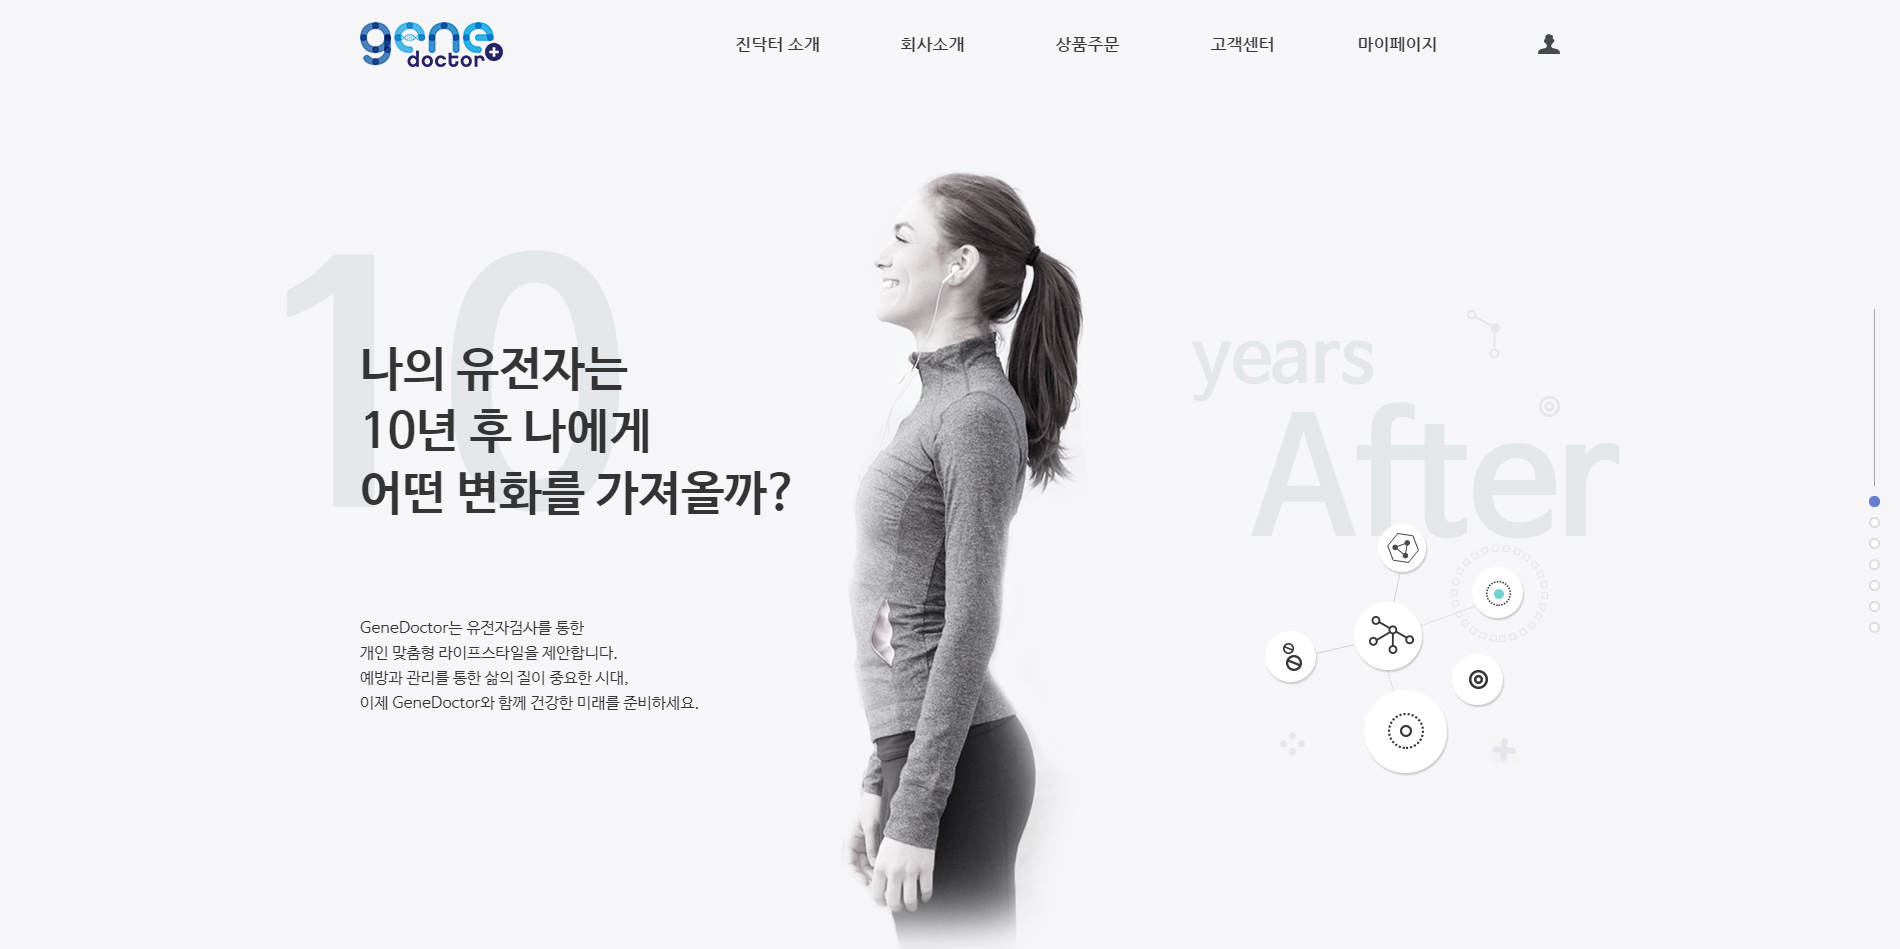 gene
doctor
진닥터 소개
회사소개
상품주문
고객센터
마이페이지
10
나의 유전자는
10년 후 나에게
어떤 변화를 가져올까?
years
After
GeneDoctor는 유전자검사를 통한
개인 맞춤형 라이프스타일을 제안합니다.
예방과 관리를 통한 삶의 질이 중요한 시대,
이제 GeneDoctor와 함께 건강한 미래를 준비하세요.